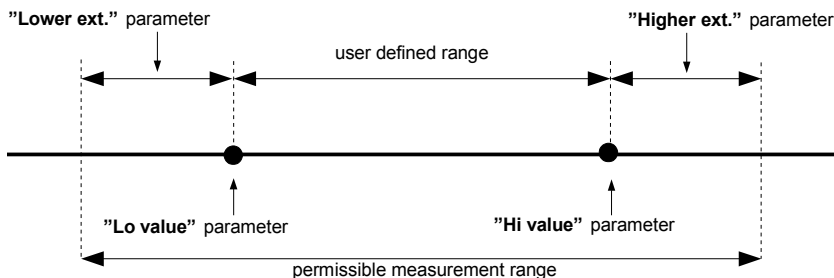 ”Lower ext.” parameter
”Higher ext.” parameter
user defined range
”Lo value” parameter
”Hi value” parameter
permissible measurement range